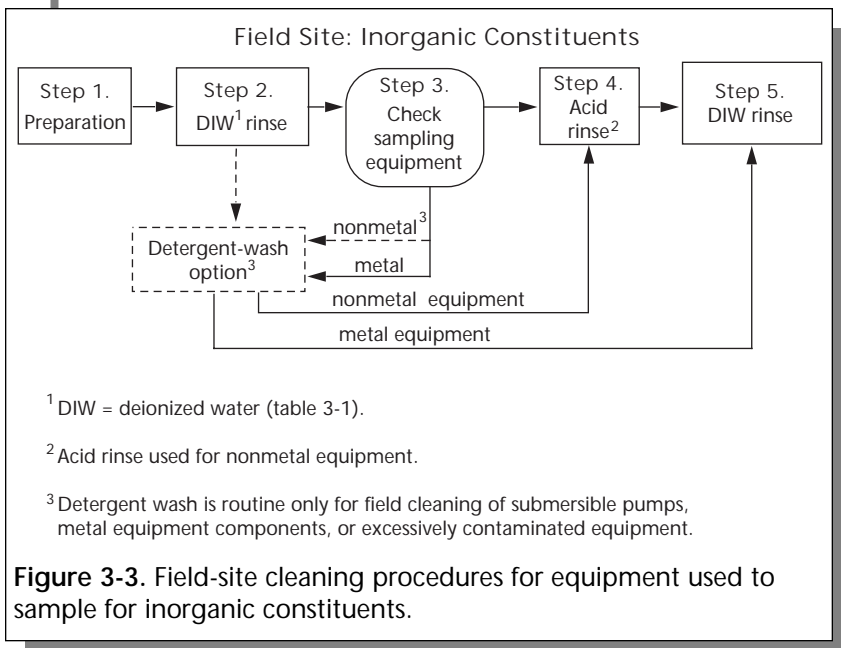 Field Site: Inorganic Constituents
Step 1.
Preparation
Step 2.
DIW¹ rinse
Step 3.
Check
sampling
equipment
Step 4.
Acid
rinse²
Step 5.
DIW rinse
Detergent-wash
option³
nonmetal³
metal
nonmetal equipment
metal equipment
¹ DIW = deionized water (table 3-1).
² Acid rinse used for nonmetal equipment.
³ Detergent wash is routine only for field cleaning of submersible pumps,
metal equipment components, or excessively contaminated equipment.
Figure 3-3. Field-site cleaning procedures for equipment used to
sample for inorganic constituents.